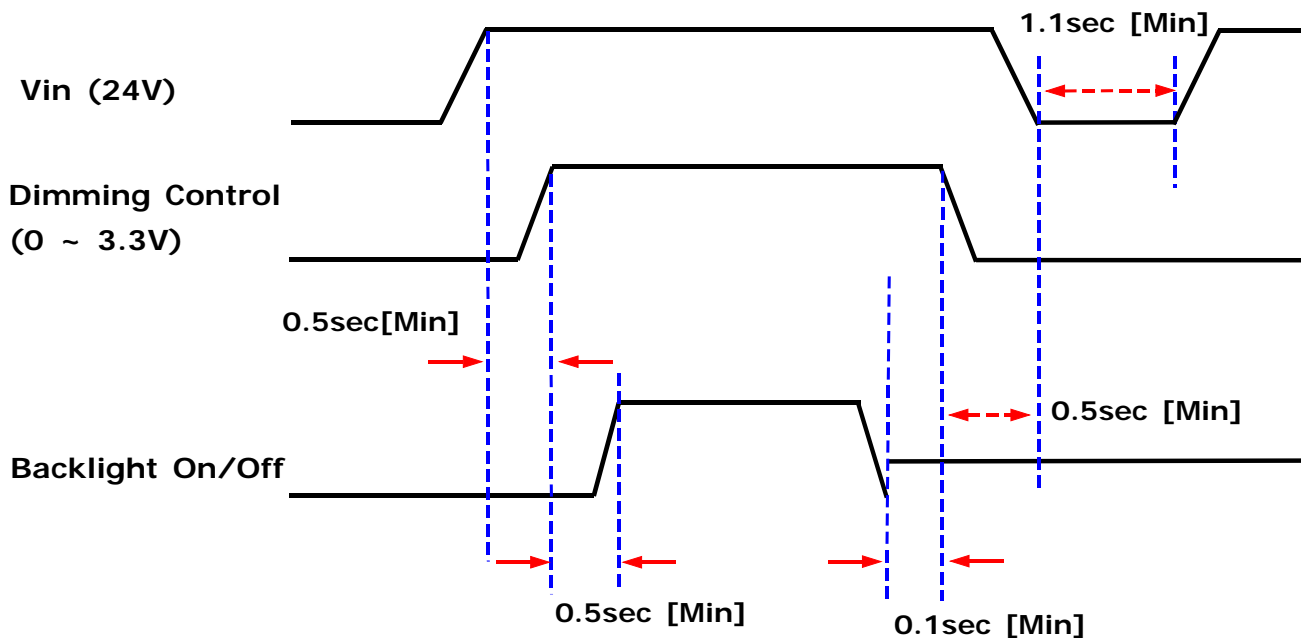 1.1sec [Min]
Vin (24V)
Dimming Control
(0 ~ 3.3V)
0.5sec[Min]
0.5sec [Min]
Backlight On/Off
0.5sec [Min]
0.1sec [Min]